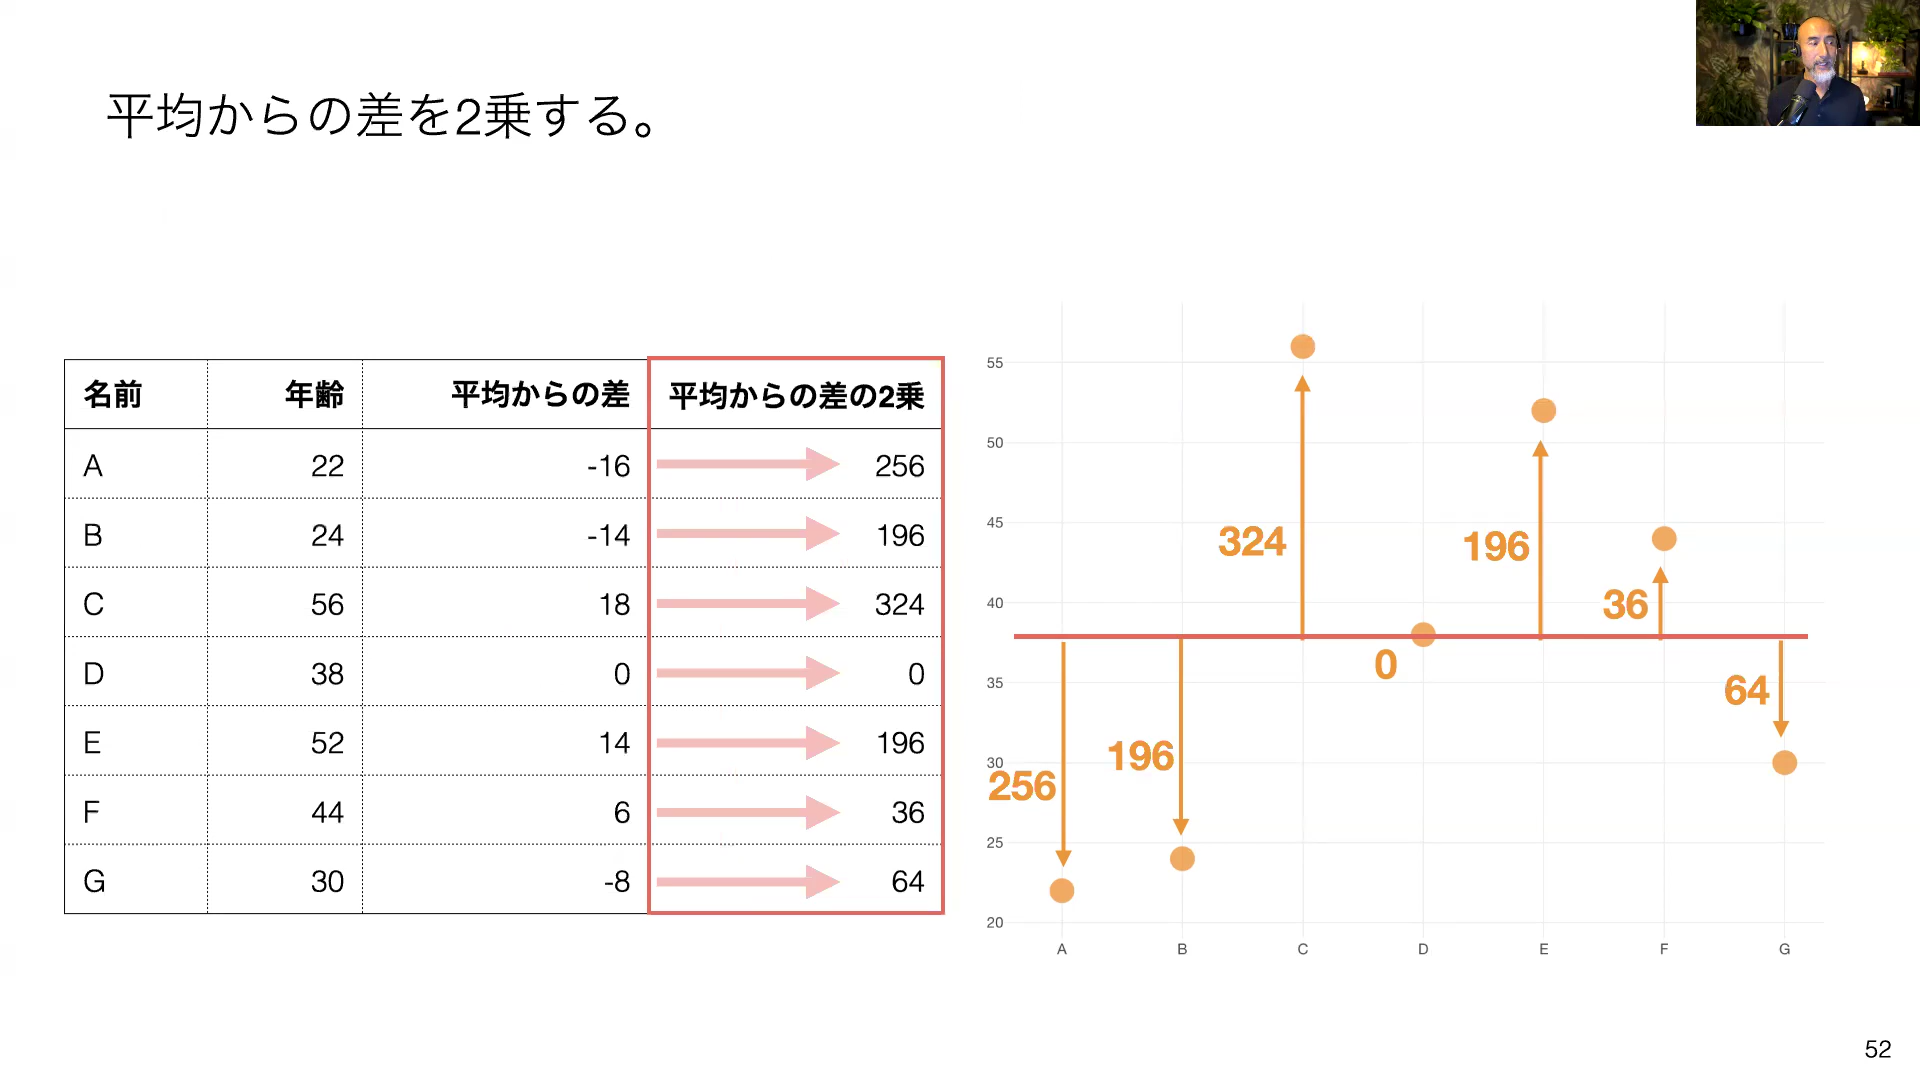 平均からの差を2乗する。
名前 年齢 平均からの差 平均からの差の2乗
A 22 -16 256
B 24 -14 196
C 56 18 324
D 38 0 0
E 52 14 196
F 44 6 36
G 30 -8 64
55
50
45
40
35
30
25
20
324
196
36
0
64
196
256
A B C D E F G
52